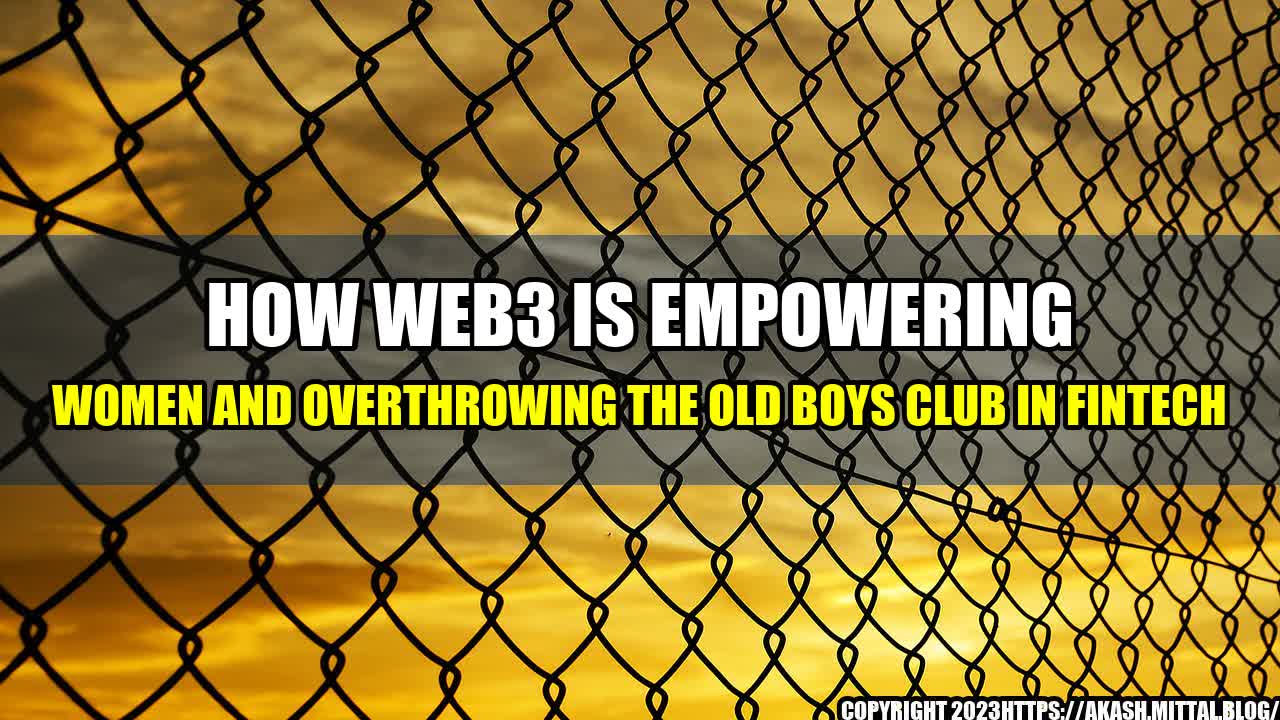 HOW WEB3 IS EMPOWERING
WOMEN AND OVERTHROWING THE OLD BOYS CLUB IN FINTECH
COPYRIGHT 2023HTTPS://AKASH.MITTAL.BLOG/